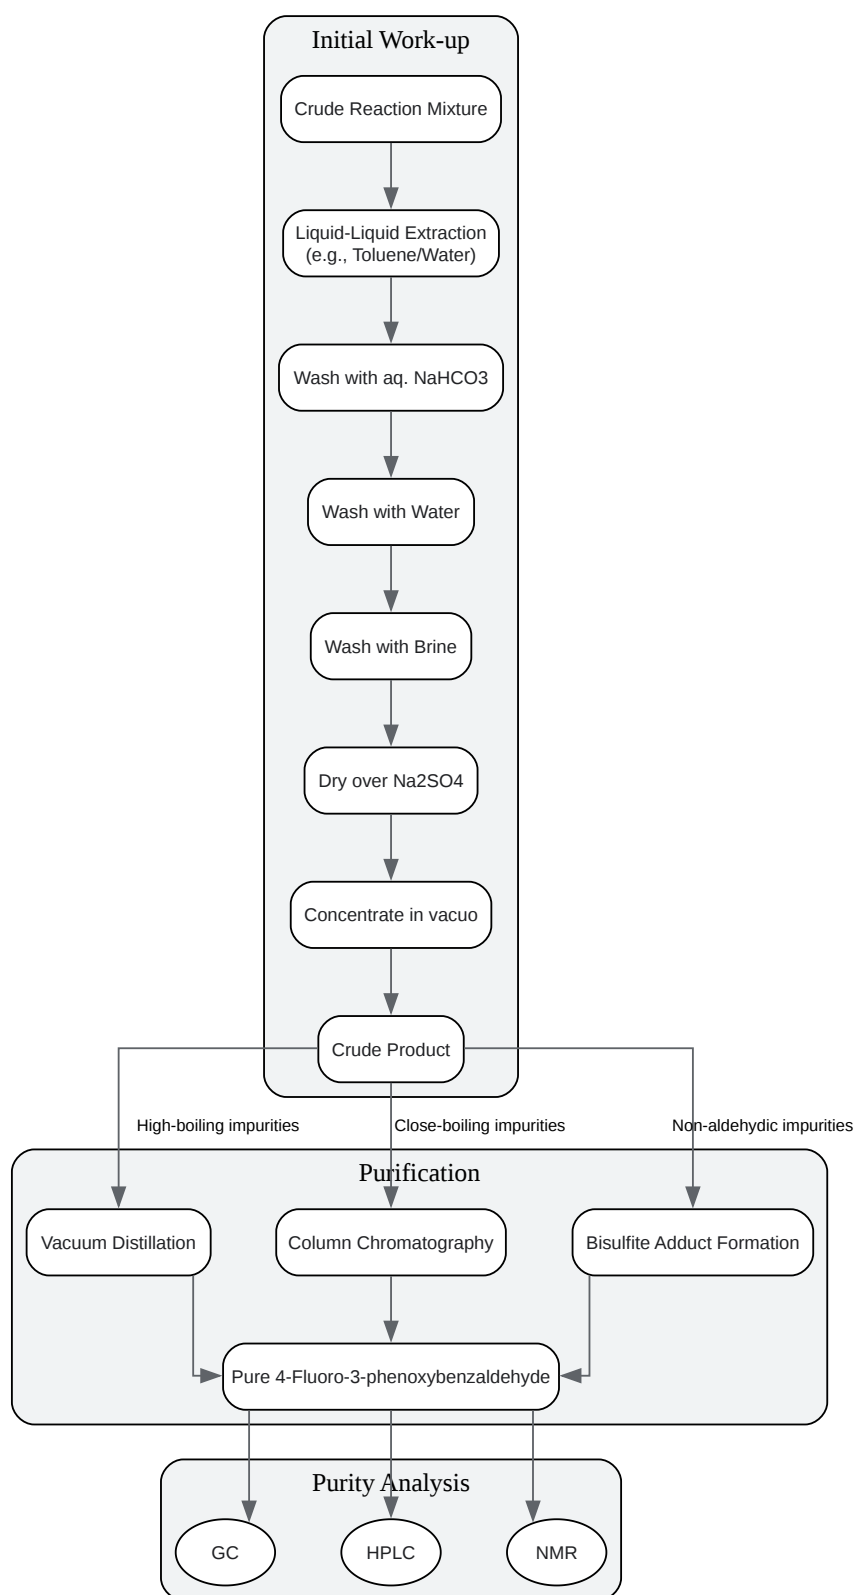 Initial Work-up
Crude Reaction Mixture
Liquid-Liquid Extraction
(e.g., Toluene/Water)
Wash with aq. NaHCO3
Wash with Water
Wash with Brine
Dry over Na2SO4
Concentrate in vacuo
Crude Product
High-boiling impurities
Close-boiling impurities
Non-aldehydic impurities
Purification
Vacuum Distillation
Column Chromatography
Bisulfite Adduct Formation
Pure 4-Fluoro-3-phenoxybenzaldehyde
Purity Analysis
GC
HPLC
NMR